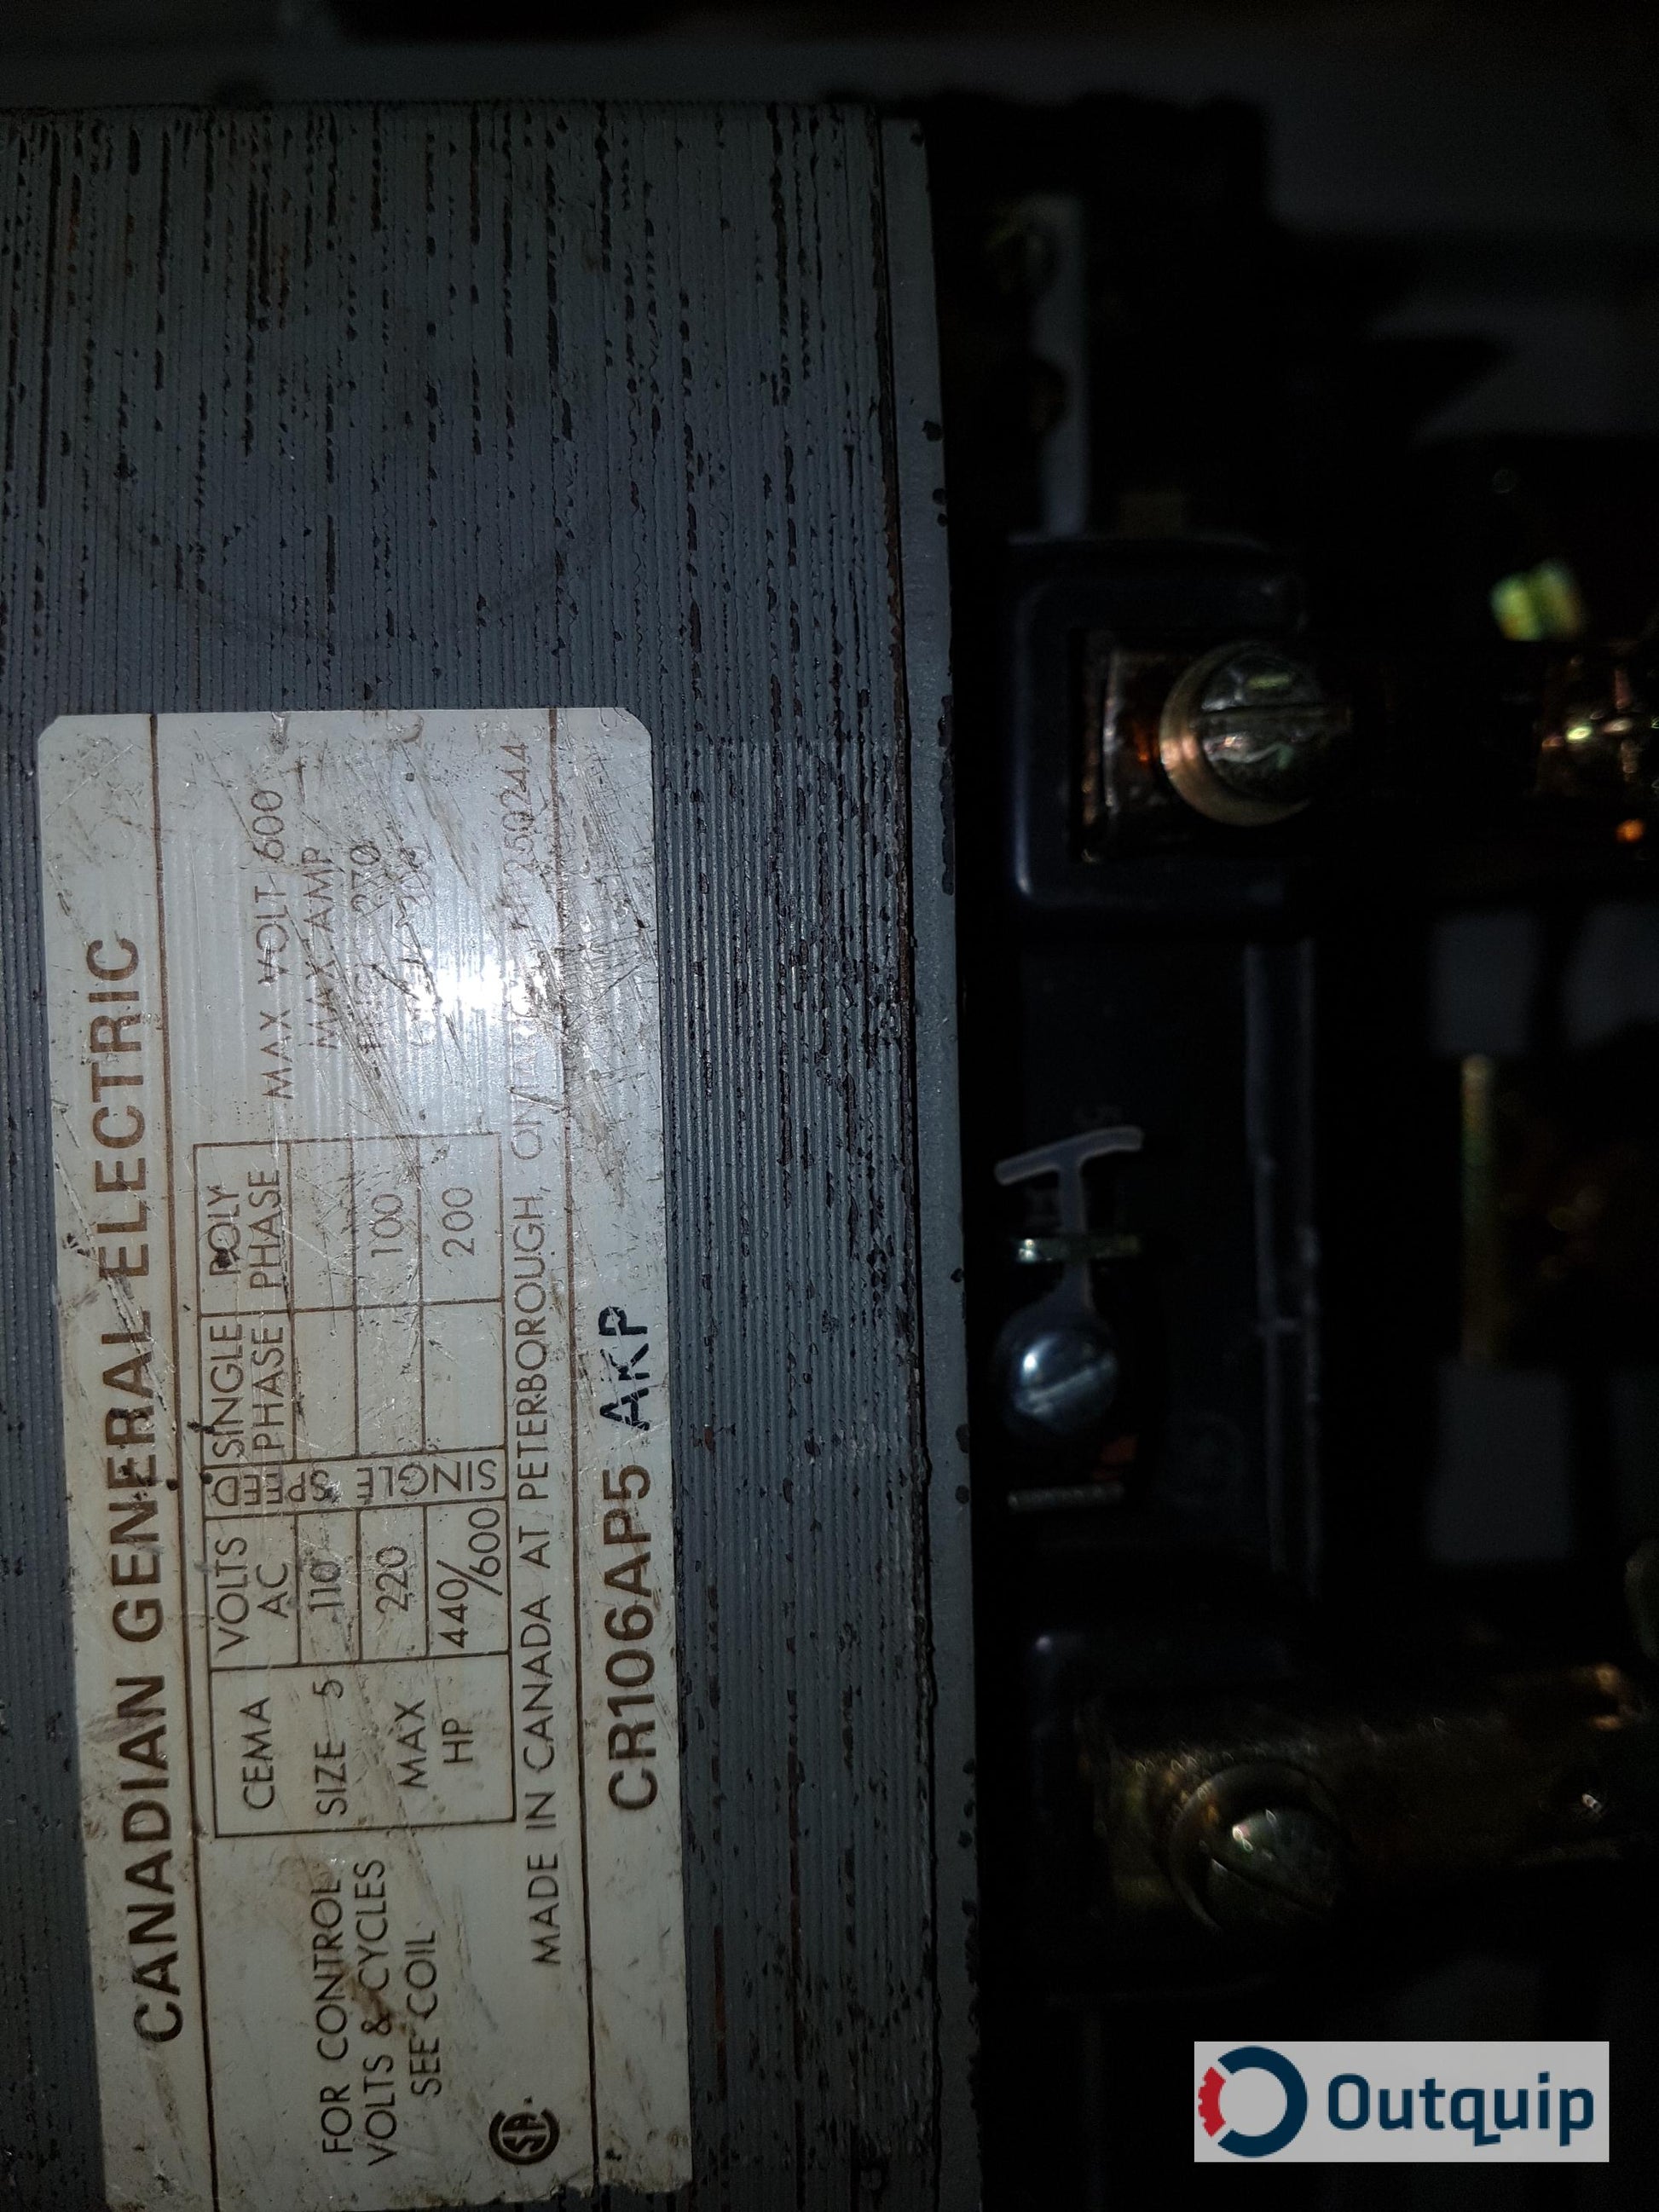 CANADIAN GENERAL ELECTRIC
FOR CONTROL
VOLTS & CYCLES
SEE COIL
CEMA
SIZE 5
MAX
HP
VOLTS
AC
SPEED
SINGLE
PHASE
POLY
PHASE
110
220
SINGLE
100
440/600
SINGLE
200
MAX VOLT 600
MAX AMP
270
MADE IN CANADA AT PETERBOROUGH, ONTARIO
SA
CR106AP5 AKP
Outquip